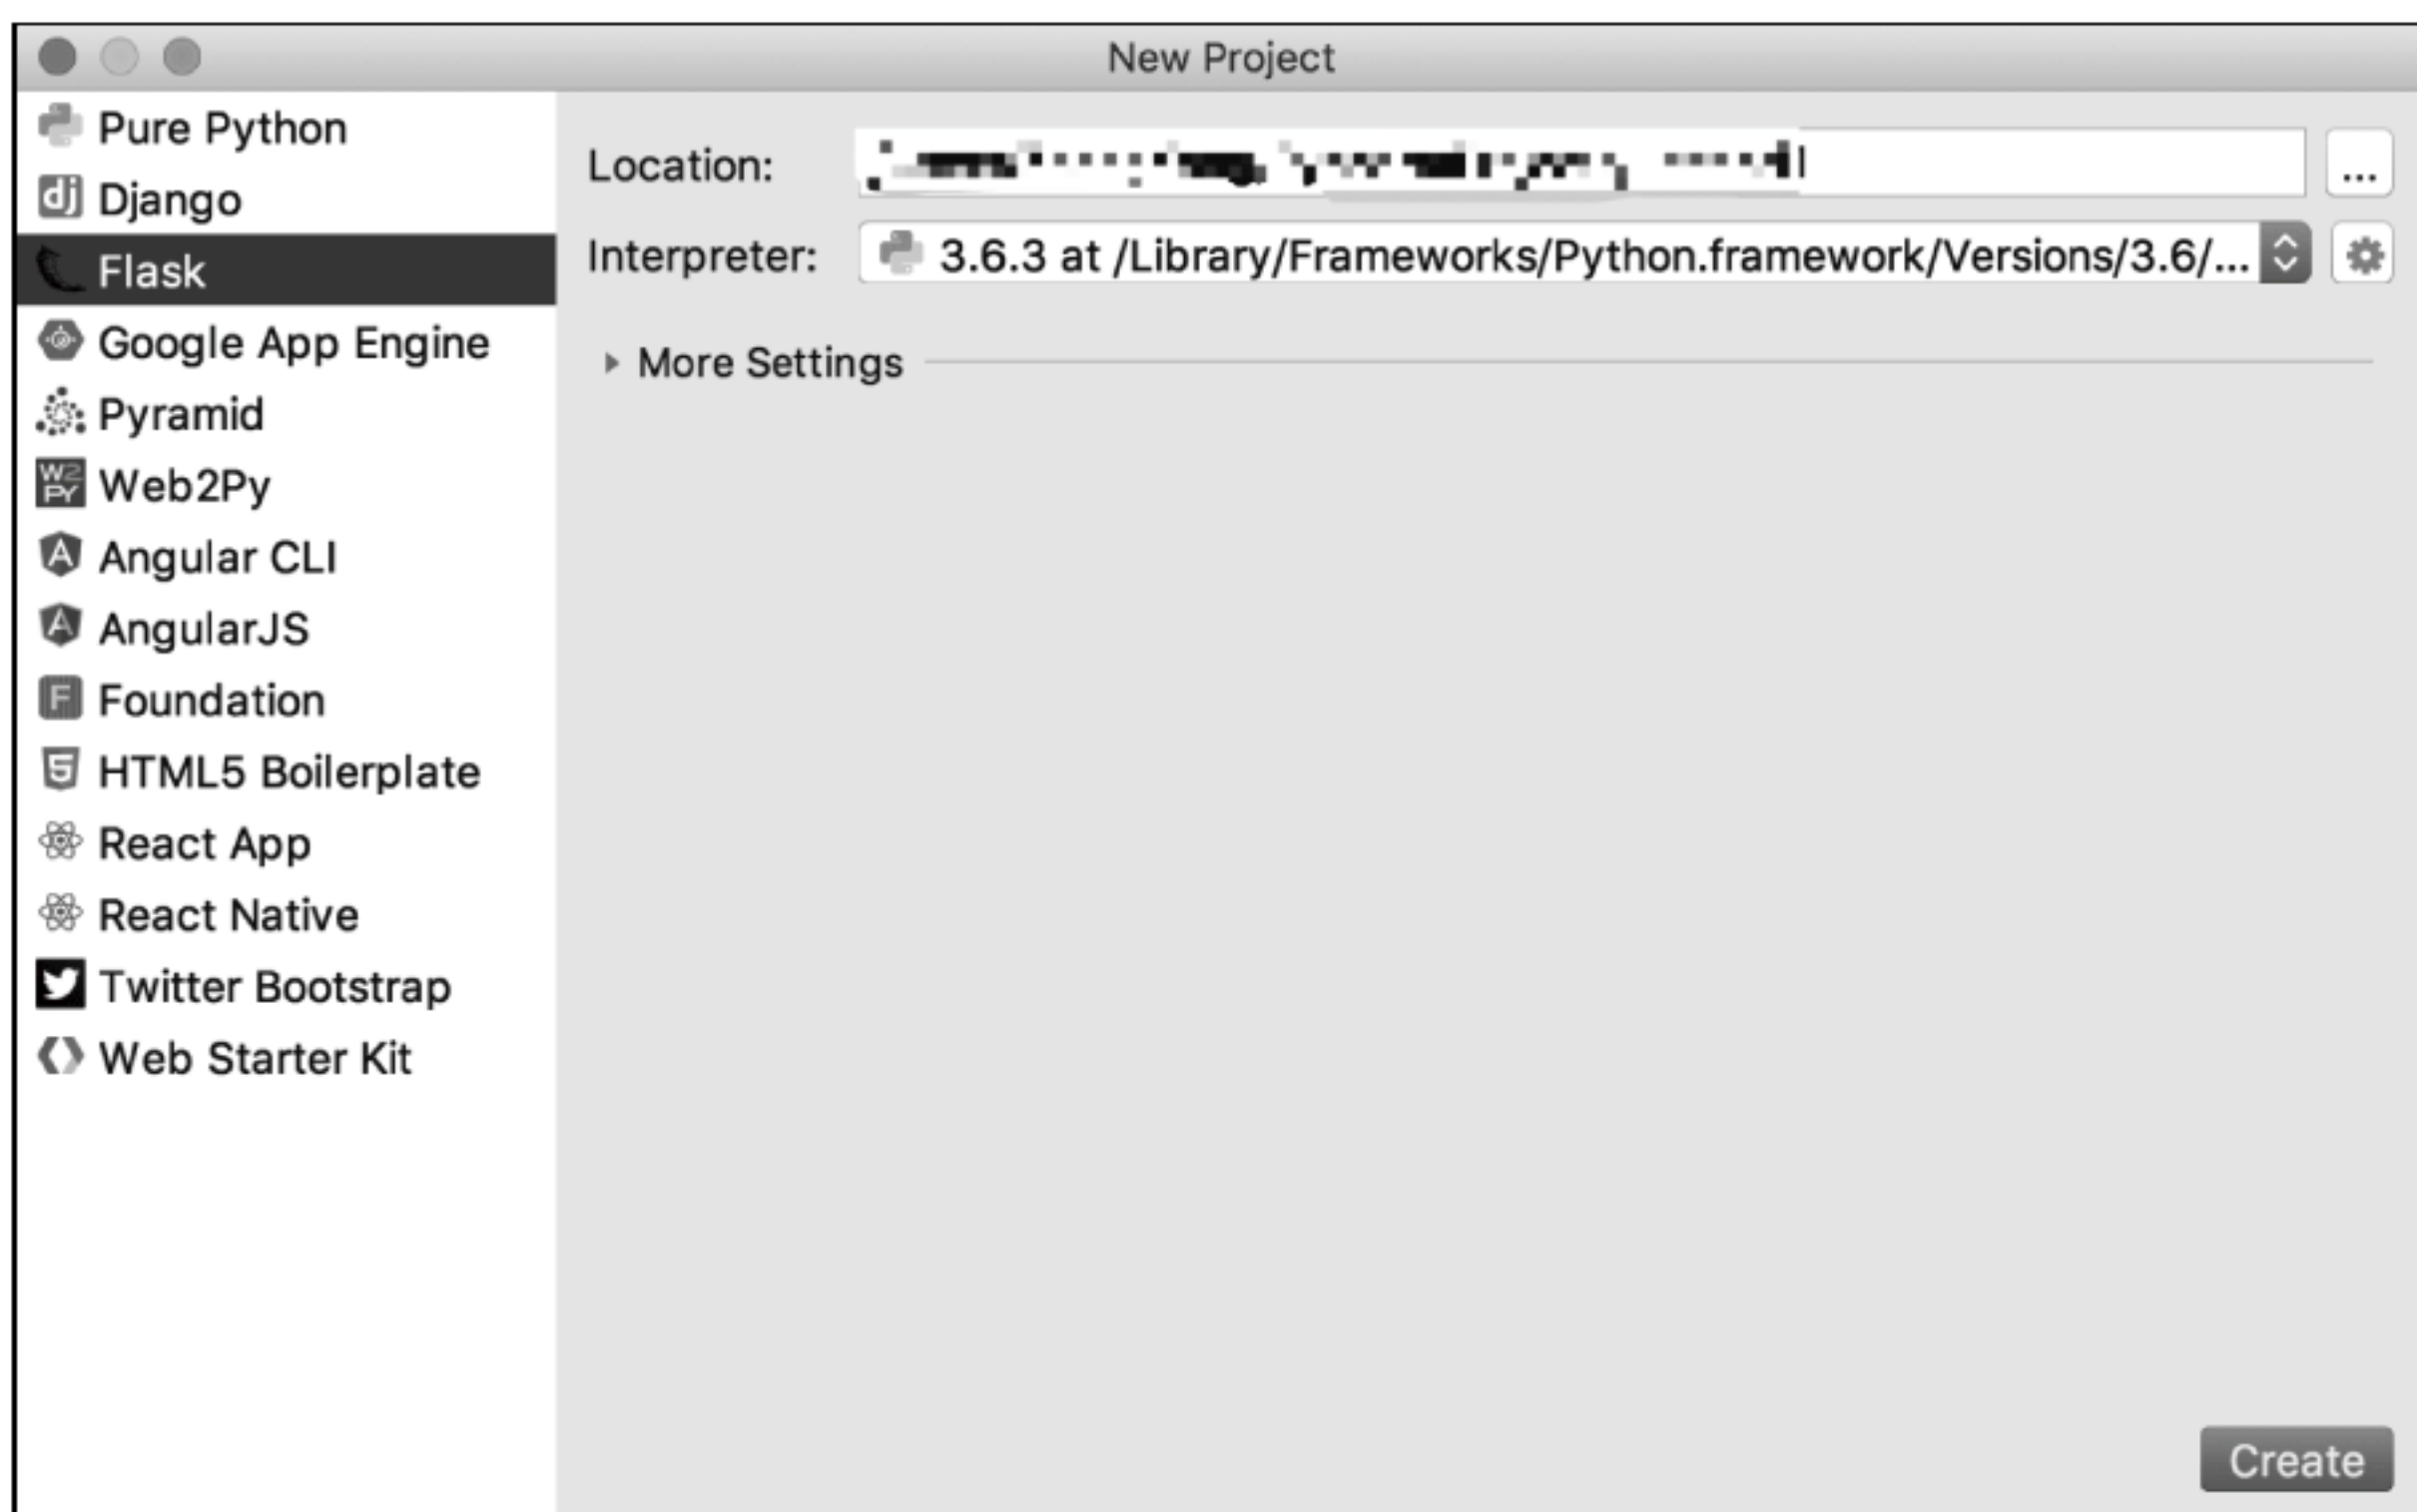 New Project
Pure Python
Django
Flask
Google App Engine
Pyramid
Web2Py
Angular CLI
AngularJS
Foundation
HTML5 Boilerplate
React App
React Native
Twitter Bootstrap
Web Starter Kit
Location:
...
Interpreter: 3.6.3 at /Library/Frameworks/Python.framework/Versions/3.6/...
More Settings
Create